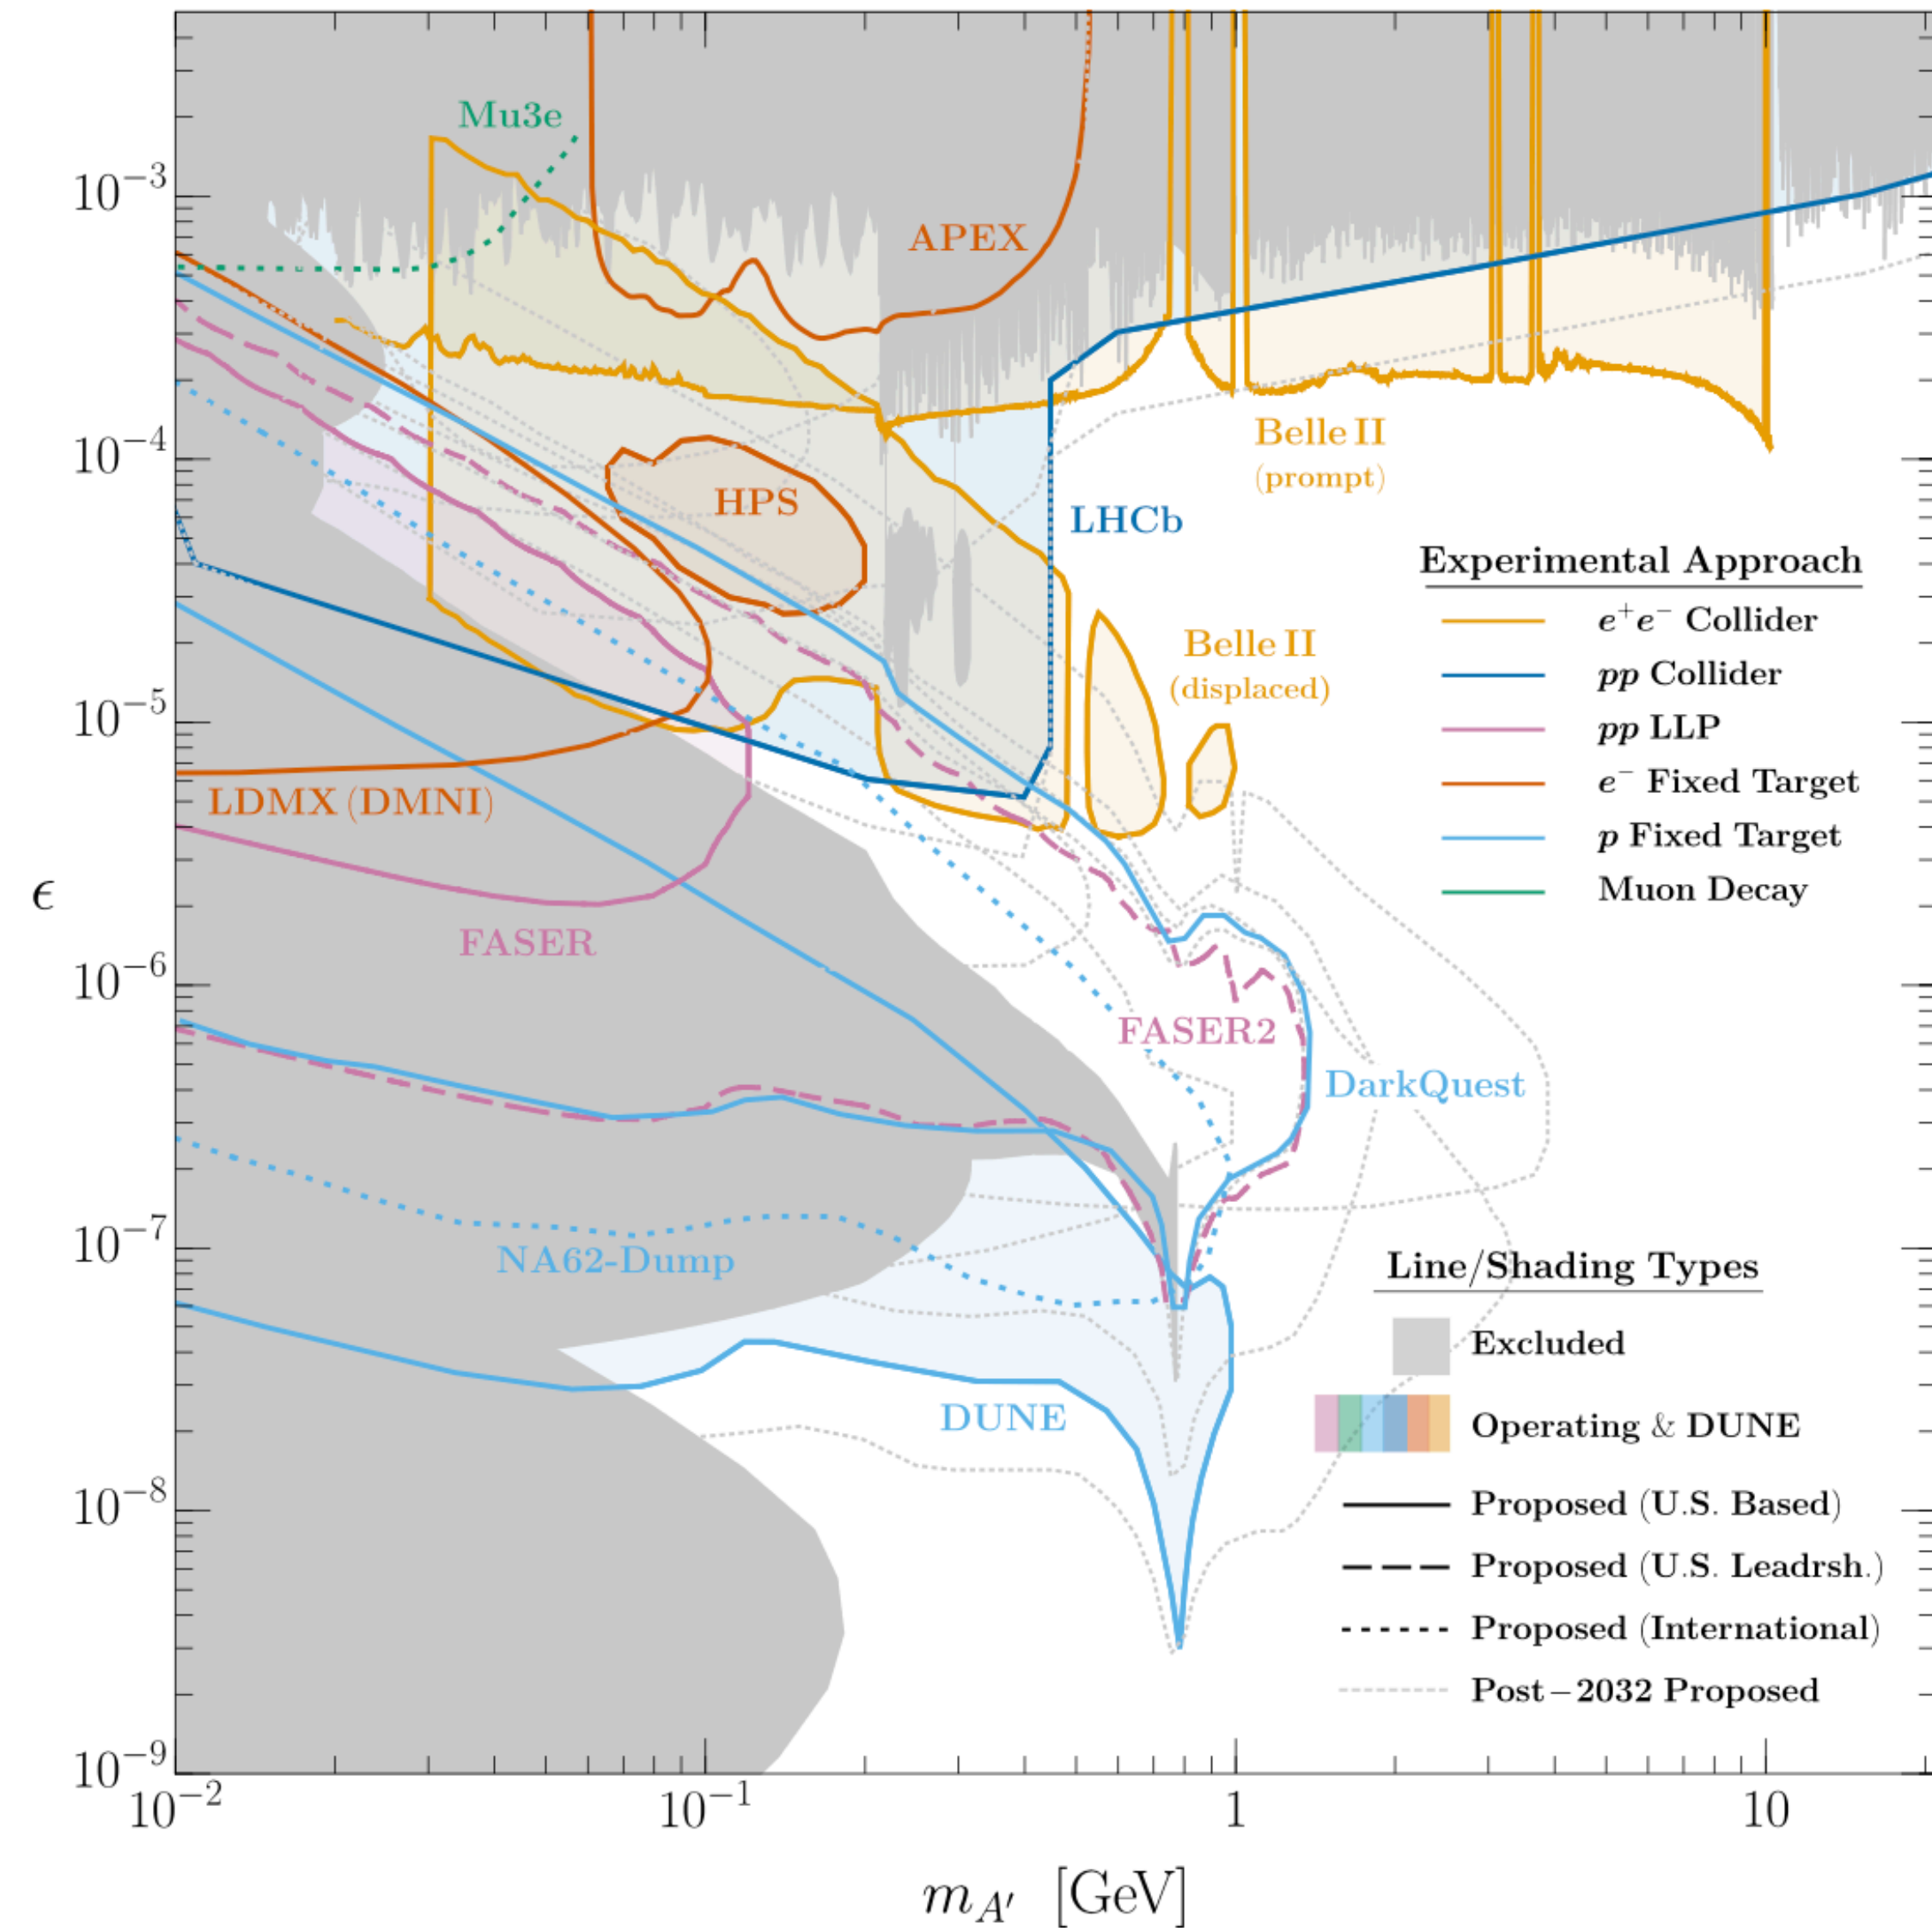 Mu3e
10−3
APEX
10−4
Belle II
(prompt)
HPS
LHCb
Experimental Approach
e+e− Collider
Belle II
(displaced)
pp Collider
10−5
pp LLP
e− Fixed Target
LDMX (DMNI)
p Fixed Target
ϵ
Muon Decay
FASER
10−6
FASER2
DarkQuest
10−7
NA62-Dump
Line/Shading Types
Excluded
DUNE
Operating & DUNE
10−8
Proposed (U.S. Based)
Proposed (U.S. Leadrsh.)
Proposed (International)
Post−2032 Proposed
10−9
10−2 10−1 1 10
mA′ [GeV]